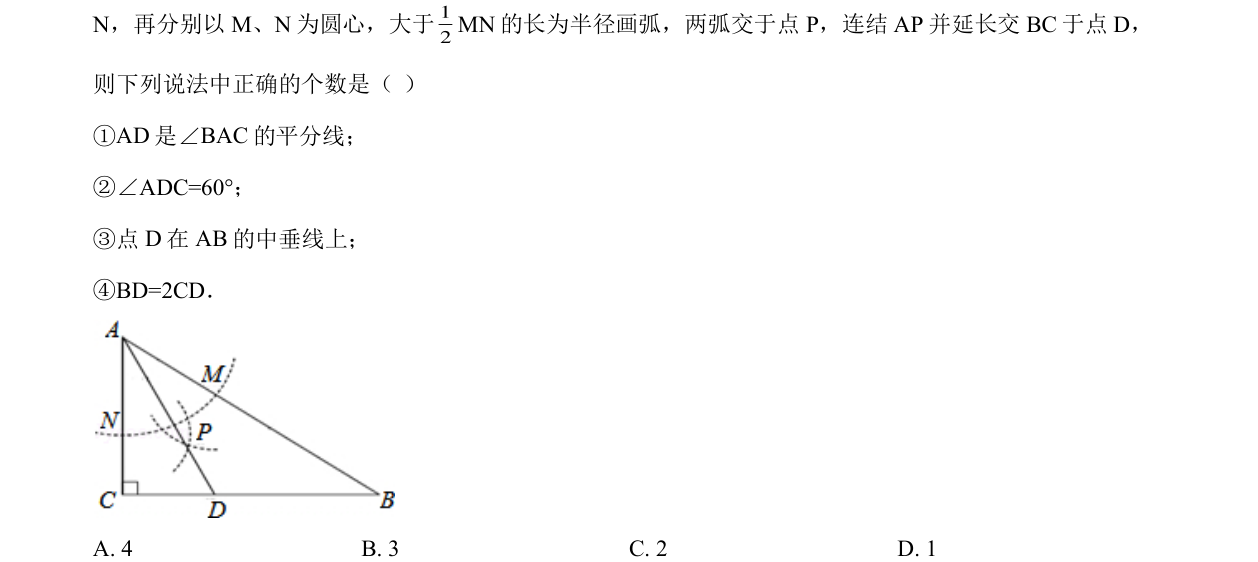 N，再分别以 M、N 为圆心，大于 1/2 MN 的长为半径画弧，两弧交于点 P，连结 AP 并延长交 BC 于点 D，
则下列说法中正确的个数是（ ）
①AD 是∠BAC 的平分线；
②∠ADC=60°；
③点 D 在 AB 的中垂线上；
④BD=2CD．
A
M
N
P
C
D
B
A. 4 B. 3 C. 2 D. 1